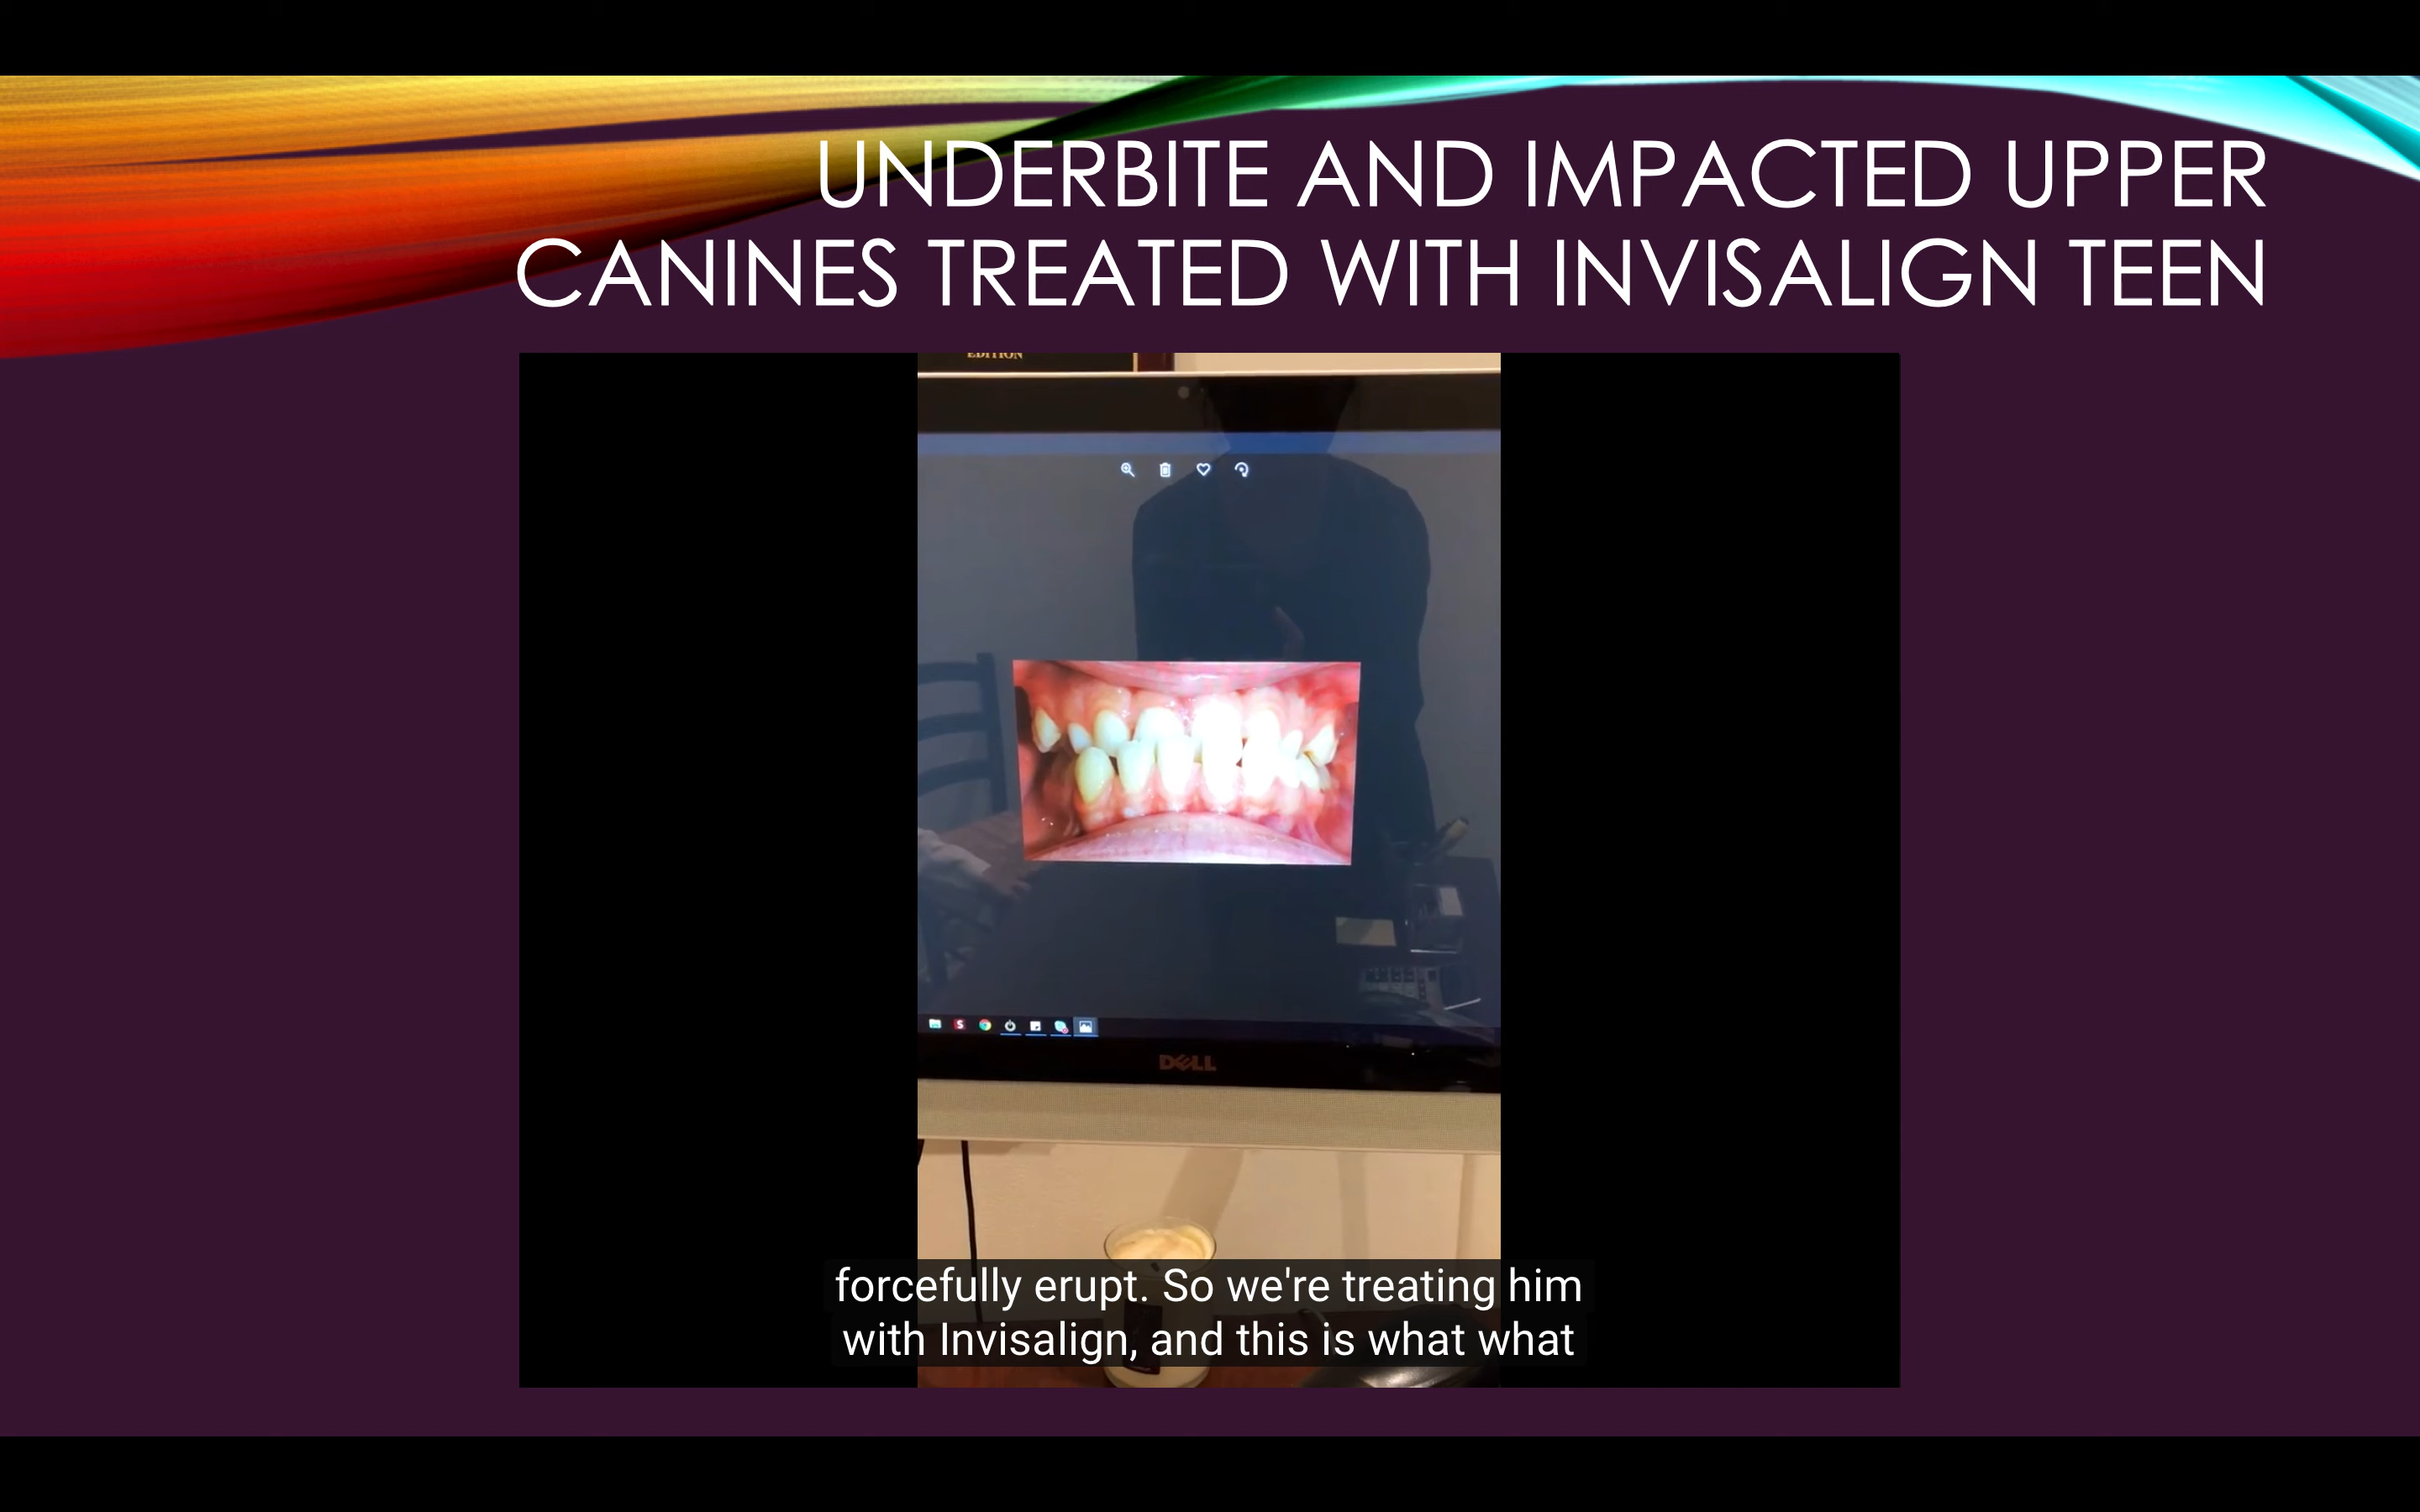 UNDERBITE AND IMPACTED UPPER
CANINES TREATED WITH INVISALIGN TEEN
EDITION
DELL
forcefully erupt. So we're treating him
with Invisalign, and this is what what